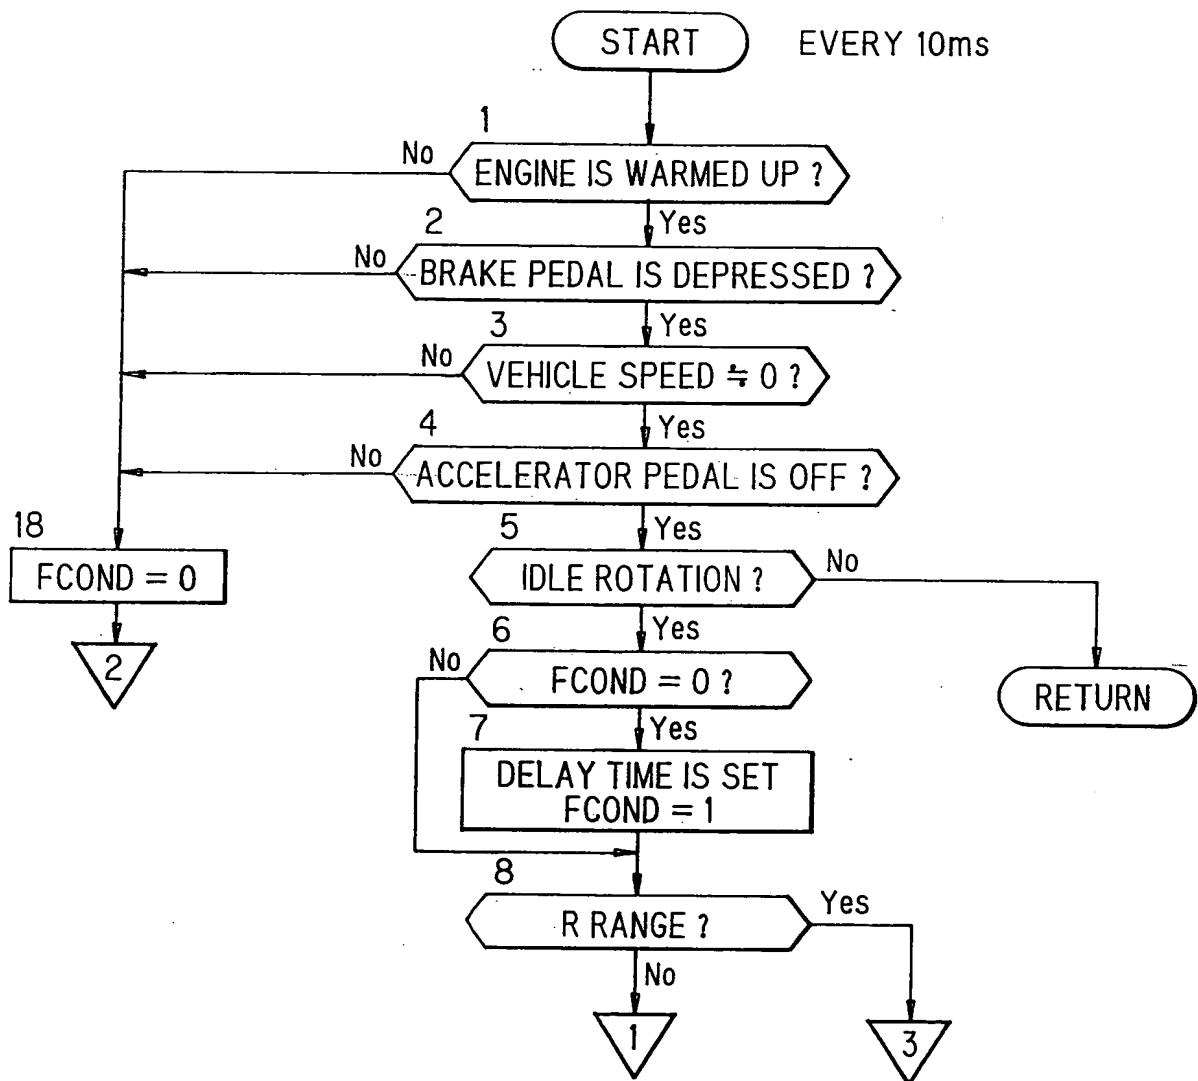 START
EVERY 10ms
1
No
ENGINE IS WARMED UP ?
Yes
2
No
BRAKE PEDAL IS DEPRESSED ?
Yes
3
No
VEHICLE SPEED ≒ 0 ?
Yes
4
No
ACCELERATOR PEDAL IS OFF ?
Yes
18
FCOND = 0
2
5
IDLE ROTATION ?
No
Yes
RETURN
6
No
FCOND = 0 ?
Yes
7
DELAY TIME IS SET
FCOND = 1
8
R RANGE ?
Yes
No
1
3